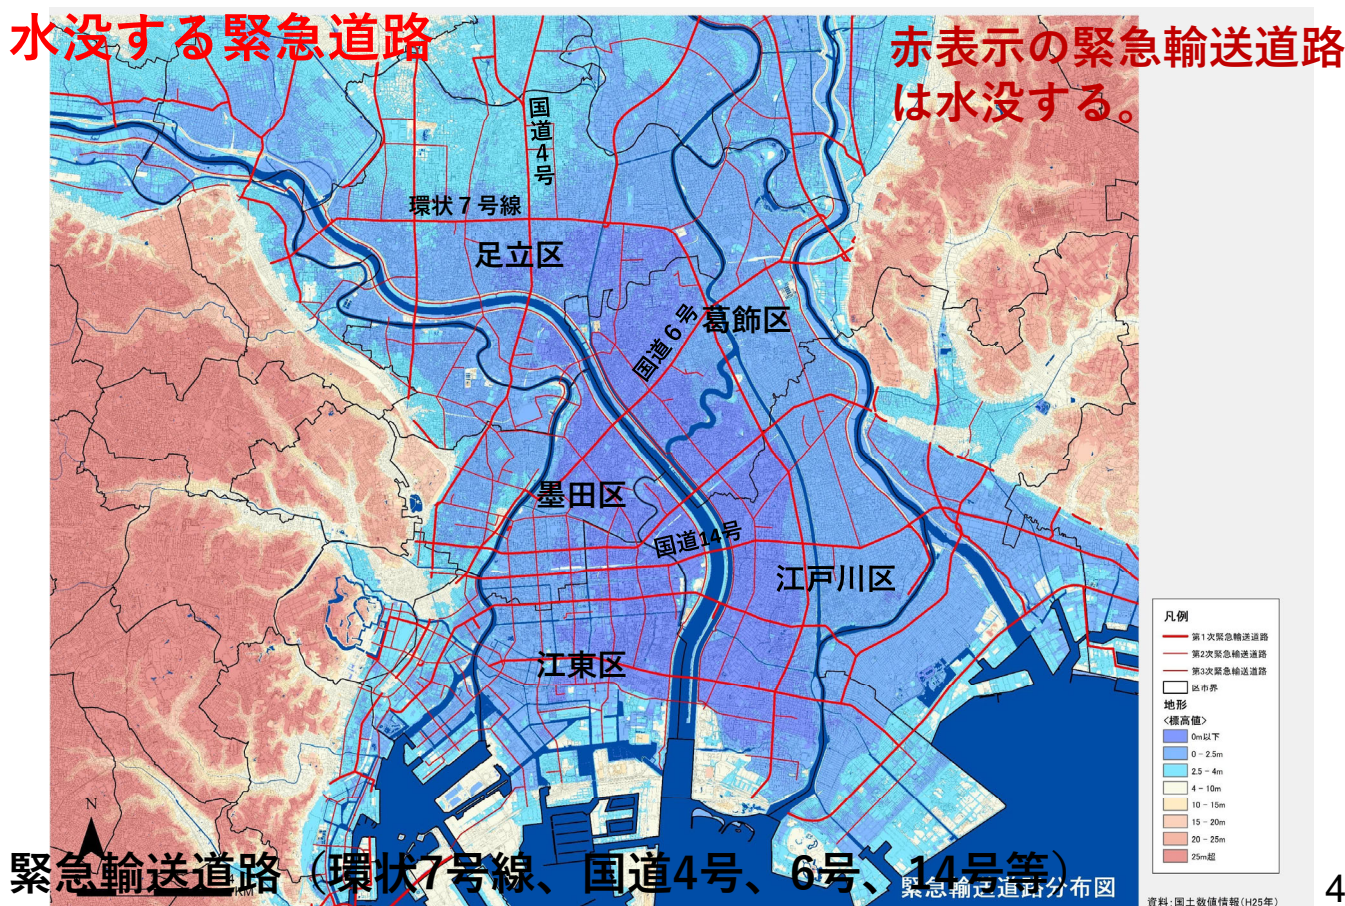 水没する緊急道路
赤表示の緊急輸送道路
は水没する。
国道4号
環状7号線
足立区
国道6号
葛飾区
墨田区
国道14号
江戸川区
江東区
凡例
第1次緊急輸送道路
第2次緊急輸送道路
第3次緊急輸送道路
区市界
地形
<標高値>
0m以下
0 - 2.5m
2.5 - 4m
4 - 10m
10 - 15m
15 - 20m
20 - 25m
25m超
N
KM
緊急輸送道路（環状7号線、国道4号、6号、14号等）
緊急輸送道路分布図
資料:国土数値情報(H25年)
4